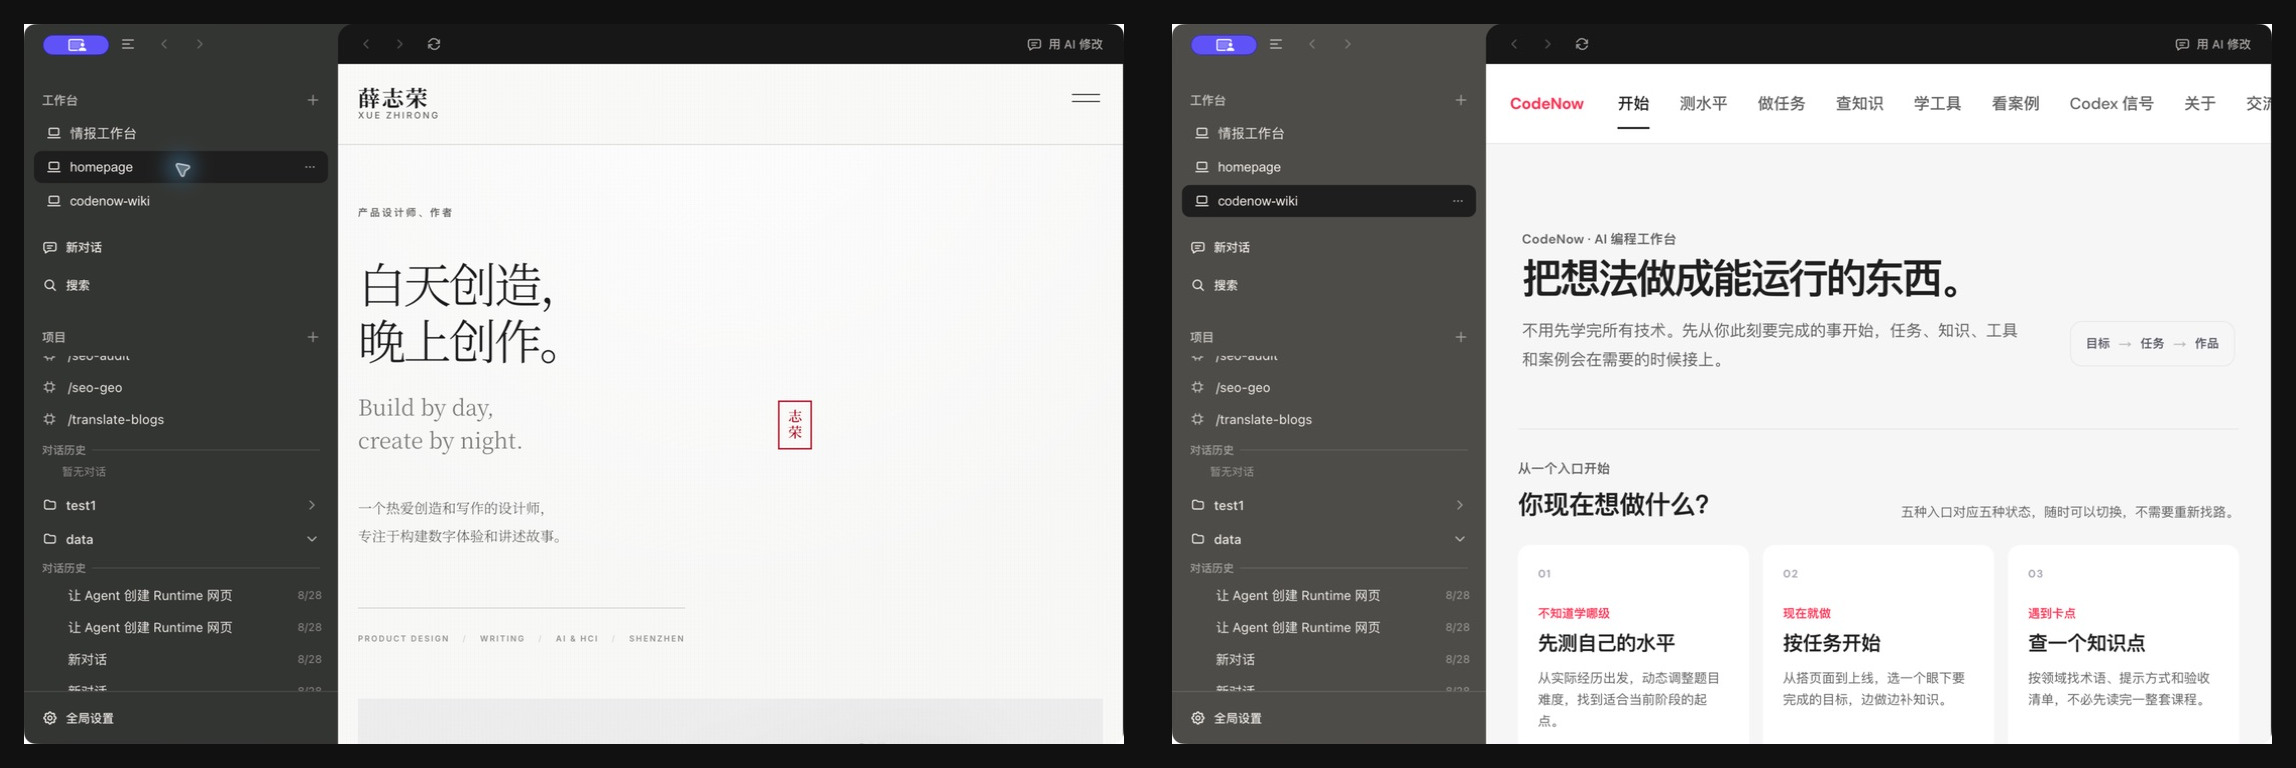 用 AI 修改
工作台
情报工作台
homepage
codenow-wiki
新对话
搜索
项目
/seo-audit
/seo-geo
/translate-blogs
对话历史
暂无对话
test1
data
对话历史
让 Agent 创建 Runtime 网页 8/28
让 Agent 创建 Runtime 网页 8/28
新对话 8/28
新对话 8/28
全局设置
薛志荣
XUE ZHIRONG
产品设计师、作者
白天创造，
晚上创作。
Build by day,
create by night.
志荣
一个热爱创造和写作的设计师，
专注于构建数字体验和讲述故事。
PRODUCT DESIGN / WRITING / AI & HCI / SHENZHEN
用 AI 修改
工作台
情报工作台
homepage
codenow-wiki
新对话
搜索
项目
/seo-audit
/seo-geo
/translate-blogs
对话历史
暂无对话
test1
data
对话历史
让 Agent 创建 Runtime 网页 8/28
让 Agent 创建 Runtime 网页 8/28
新对话 8/28
新对话 8/28
全局设置
CodeNow 开始 测水平 做任务 查知识 学工具 看案例 Codex 信号 关于 交流
CodeNow · AI 编程工作台
把想法做成能运行的东西。
不用先学完所有技术。先从你此刻要完成的事开始，任务、知识、工具
和案例会在需要的时候接上。
目标 → 任务 → 作品
从一个入口开始
你现在想做什么？
五种入口对应五种状态，随时可以切换，不需要重新找路。
01
不知道学哪级
先测自己的水平
从实际经历出发，动态调整题目
难度，找到适合当前阶段的起
点。
02
现在就做
按任务开始
从搭页面到上线，选一个眼下要
完成的目标，边做边补知识。
03
遇到卡点
查一个知识点
按领域找术语、提示方式和验收
清单，不必先读完一整套课程。